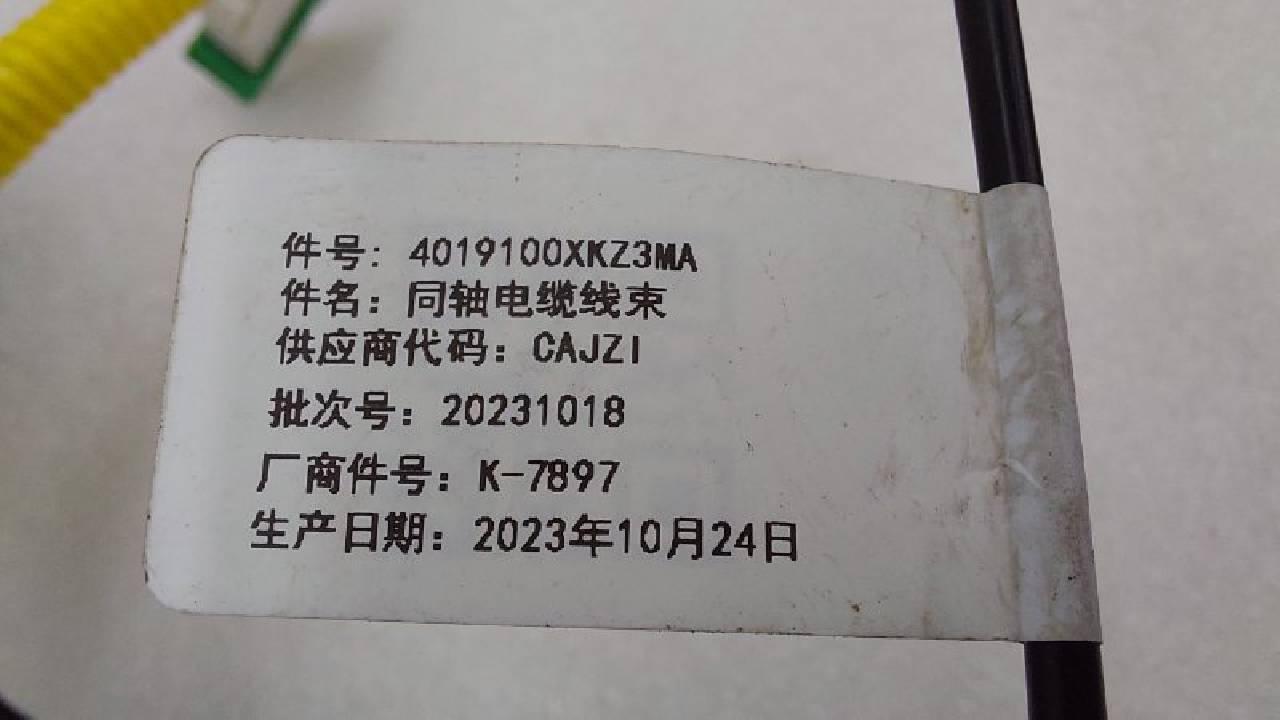 件号: 4019100XKZ3MA
件名：同轴电缆线束
供应商代码：CAJZI
批次号：20231018
厂商件号：K-7897
生产日期：2023年10月24日